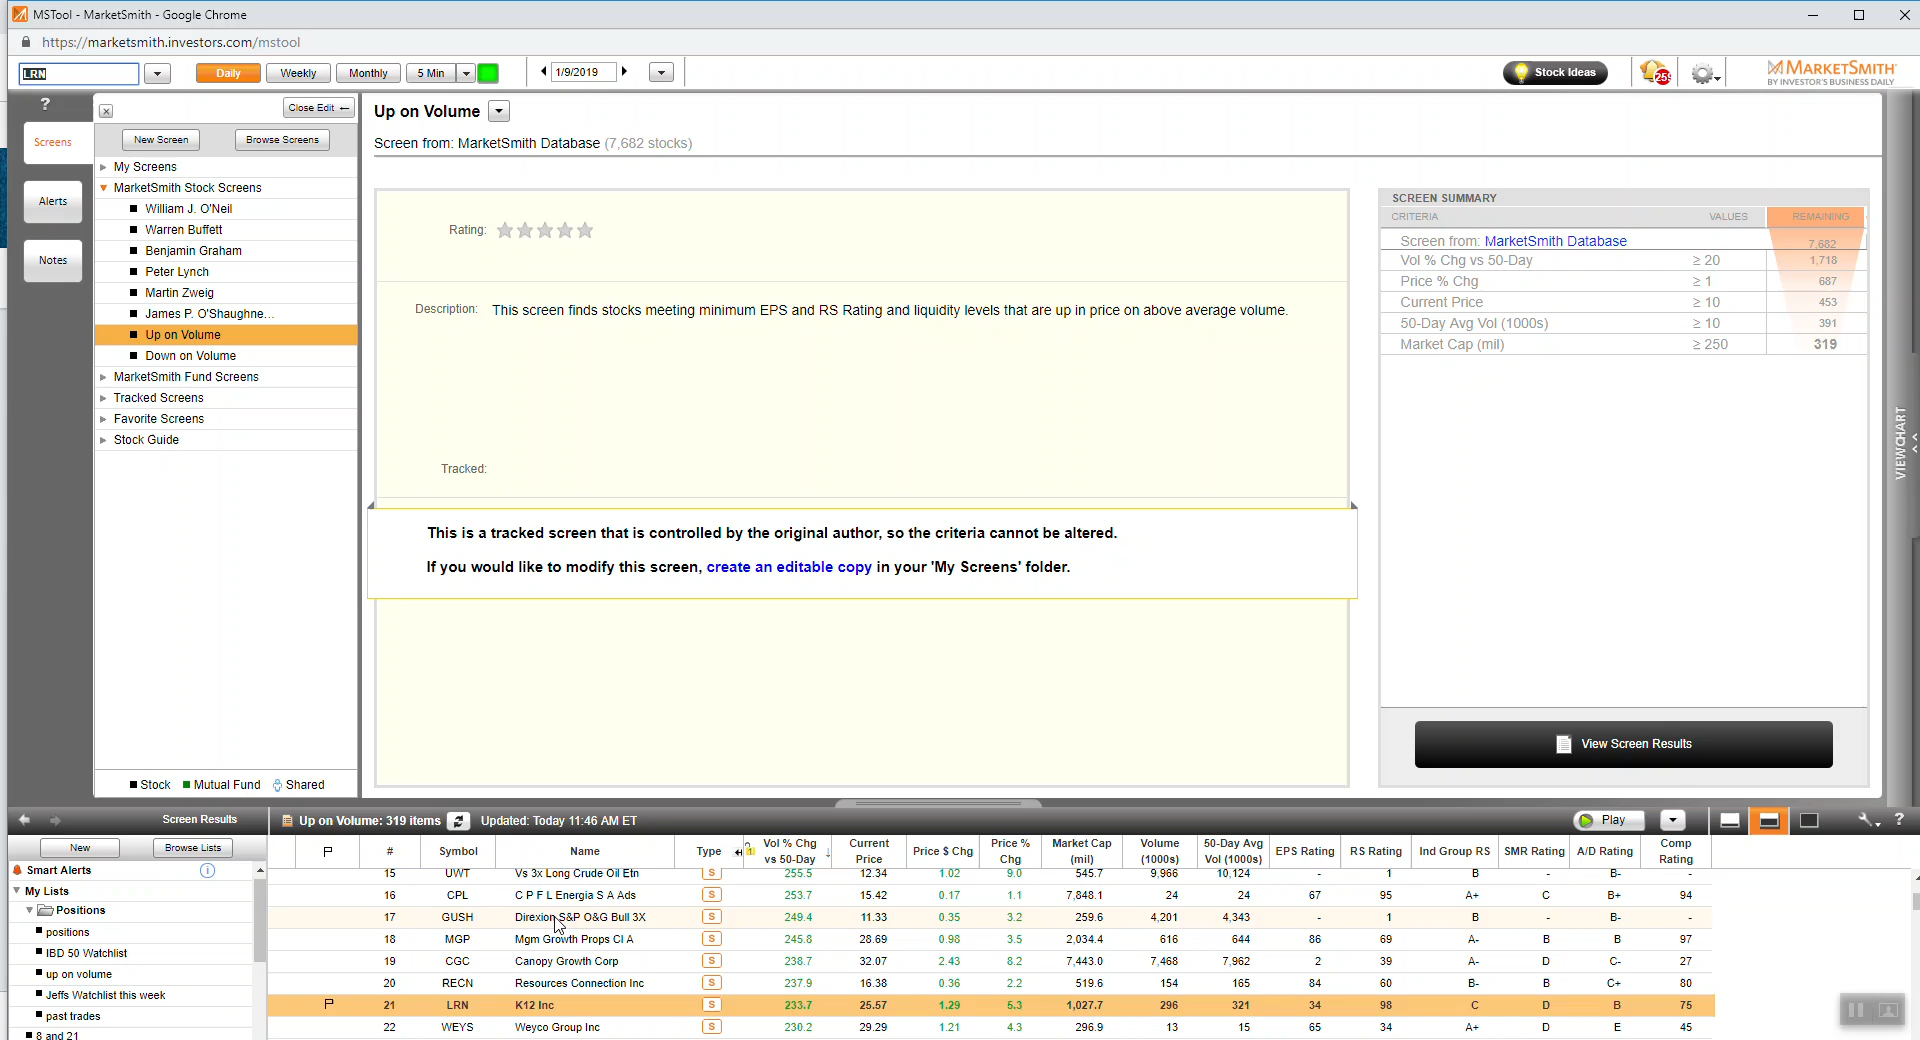 MSTool - MarketSmith - Google Chrome
https://marketsmith.investors.com/mstool
LRN
Daily Weekly Monthly 5 Min 1/9/2019
Stock Ideas
MARKETSMITH
BY INVESTOR'S BUSINESS DAILY
?
Screens
Alerts
Notes
Close Edit
New Screen Browse Screens
My Screens
MarketSmith Stock Screens
William J. O'Neil
Warren Buffett
Benjamin Graham
Peter Lynch
Martin Zweig
James P. O'Shaughne...
Up on Volume
Down on Volume
MarketSmith Fund Screens
Tracked Screens
Favorite Screens
Stock Guide
Stock Mutual Fund Shared
Up on Volume
Screen from: MarketSmith Database (7,682 stocks)
Rating:
Description: This screen finds stocks meeting minimum EPS and RS Rating and liquidity levels that are up in price on above average volume.
Tracked:
This is a tracked screen that is controlled by the original author, so the criteria cannot be altered.
If you would like to modify this screen, create an editable copy in your 'My Screens' folder.
SCREEN SUMMARY
CRITERIA VALUES REMAINING
Screen from: MarketSmith Database 7,682
Vol % Chg vs 50-Day ≥ 20 1,718
Price % Chg ≥ 1 687
Current Price ≥ 10 453
50-Day Avg Vol (1000s) ≥ 10 391
Market Cap (mil) ≥ 250 319
View Screen Results
VIEW CHART
Screen Results
New Browse Lists
Smart Alerts
My Lists
Positions
positions
IBD 50 Watchlist
up on volume
Jeffs Watchlist this week
past trades
8 and 21
Up on Volume: 319 items Updated: Today 11:46 AM ET
Play ?
# Symbol Name Type Vol % Chg vs 50-Day Current Price Price $ Chg Price % Chg Market Cap (mil) Volume (1000s) 50-Day Avg Vol (1000s) EPS Rating RS Rating Ind Group RS SMR Rating A/D Rating Comp Rating
15 UWT Vs 3x Long Crude Oil Etn S 255.5 12.34 1.02 9.0 545.7 9,966 10,124 - 1 B - B- -
16 CPL C P F L Energia S A Ads S 253.7 15.42 0.17 1.1 7,848.1 24 24 67 95 A+ C B+ 94
17 GUSH Direxion S&P O&G Bull 3X S 249.4 11.33 0.35 3.2 259.6 4,201 4,343 - 1 B - B- -
18 MGP Mgm Growth Props Cl A S 245.8 28.69 0.98 3.5 2,034.4 616 644 86 69 A- B B 97
19 CGC Canopy Growth Corp S 238.7 32.07 2.43 8.2 7,443.0 7,468 7,962 2 39 A- D C- 27
20 RECN Resources Connection Inc S 237.9 16.38 0.36 2.2 519.6 154 165 84 60 B- B C+ 80
21 LRN K12 Inc S 233.7 25.57 1.29 5.3 1,027.7 296 321 34 98 C D B 75
22 WEYS Weyco Group Inc S 230.2 29.29 1.21 4.3 296.9 13 15 65 34 A+ D E 45